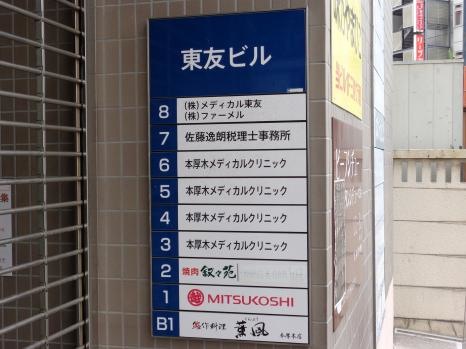 東友ビル
8 (株)メディカル東友
(株)ファーメル
7 佐藤逸朗税理士事務所
6 本厚木メディカルクリニック
5 本厚木メディカルクリニック
4 本厚木メディカルクリニック
3 本厚木メディカルクリニック
2 焼肉 叙々苑
1 MITSUKOSHI
B1 創作料理 薫風 本厚木店